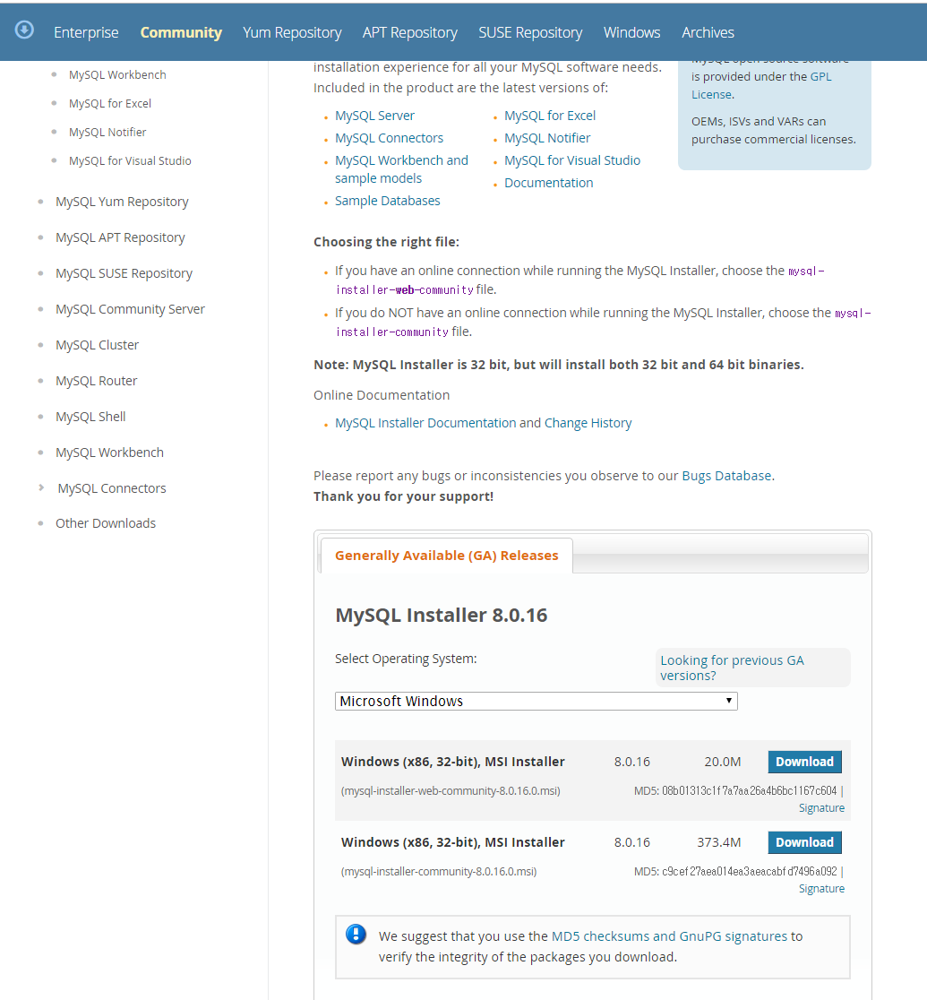 Enterprise Community Yum Repository APT Repository SUSE Repository Windows Archives
MySQL Workbench
MySQL for Excel
MySQL Notifier
MySQL for Visual Studio
MySQL Yum Repository
MySQL APT Repository
MySQL SUSE Repository
MySQL Community Server
MySQL Cluster
MySQL Router
MySQL Shell
MySQL Workbench
MySQL Connectors
Other Downloads
installation experience for all your MySQL software needs.
Included in the product are the latest versions of:
MySQL Server
MySQL Connectors
MySQL Workbench and
sample models
Sample Databases
MySQL for Excel
MySQL Notifier
MySQL for Visual Studio
Documentation
MySQL open source software
is provided under the GPL
License.
OEMs, ISVs and VARs can
purchase commercial licenses.
Choosing the right file:
If you have an online connection while running the MySQL Installer, choose the mysql-
installer-web-community file.
If you do NOT have an online connection while running the MySQL Installer, choose the mysql-
installer-community file.
Note: MySQL Installer is 32 bit, but will install both 32 bit and 64 bit binaries.
Online Documentation
MySQL Installer Documentation and Change History
Please report any bugs or inconsistencies you observe to our Bugs Database.
Thank you for your support!
Generally Available (GA) Releases
MySQL Installer 8.0.16
Select Operating System:
Looking for previous GA
versions?
Microsoft Windows
Windows (x86, 32-bit), MSI Installer 8.0.16 20.0M Download
(mysql-installer-web-community-8.0.16.0.msi) MD5: 08b01313c1f7a7aa26a4b6bc1167c604 |
Signature
Windows (x86, 32-bit), MSI Installer 8.0.16 373.4M Download
(mysql-installer-community-8.0.16.0.msi) MD5: c9cef27aea014ea3aeacabfd7496a092 |
Signature
We suggest that you use the MD5 checksums and GnuPG signatures to
verify the integrity of the packages you download.